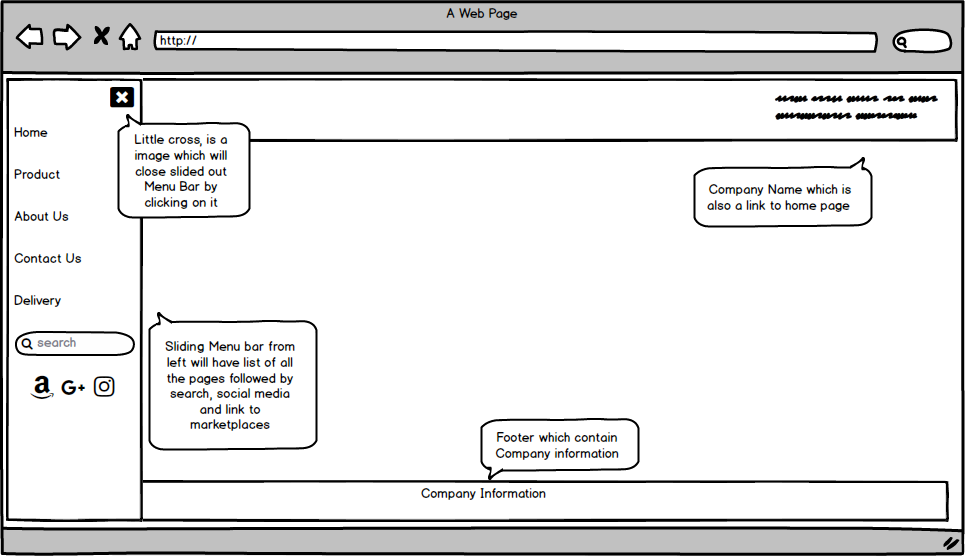 A Web Page
http://
Home
Product
About Us
Contact Us
Delivery
search
a G+
Little cross, is a
image which will
close slided out
Menu Bar by
clicking on it
Company Name which is
also a link to home page
Sliding Menu bar from
left will have list of all
the pages followed by
search, social media
and link to
marketplaces
Footer which contain
Company information
Company Information